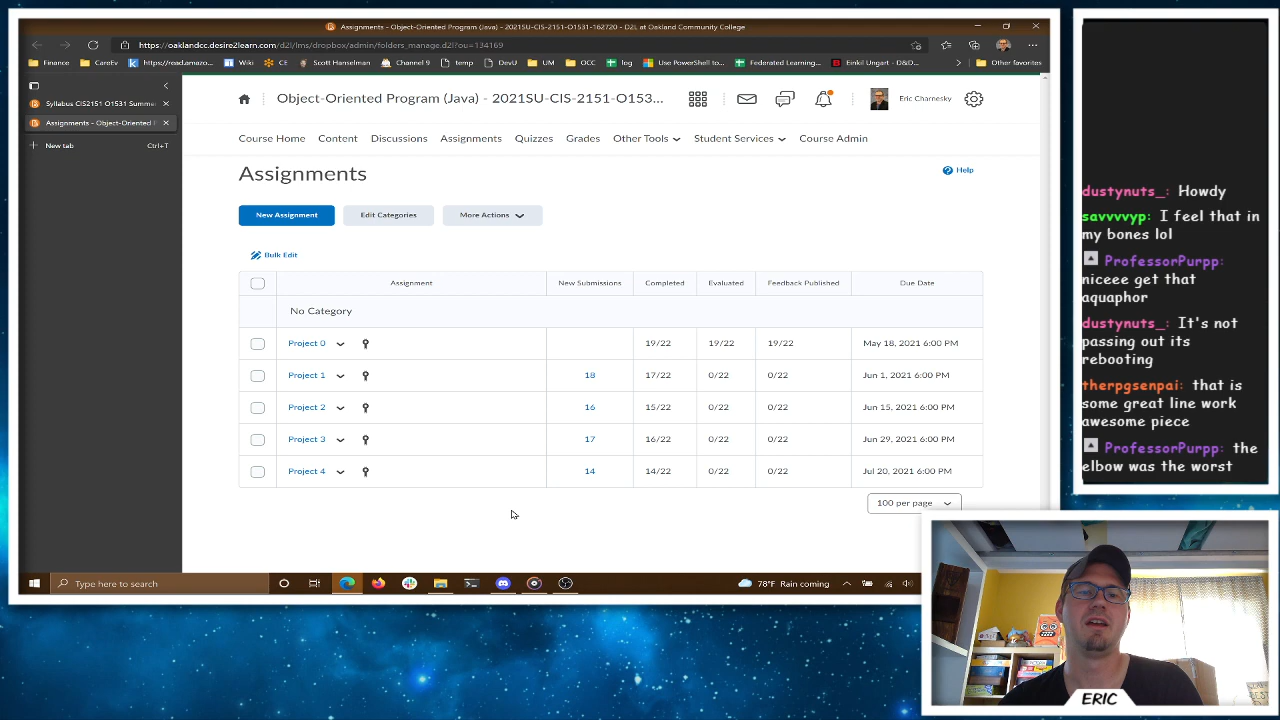 Assignments - Object-Oriented Program (Java) - 2021SU-CIS-2151-O1531-162720 - D2L at Oakland Community College
https://oaklandcc.desire2learn.com/d2l/lms/dropbox/admin/folders_manage.d2l?ou=134169
Finance CareEv https://read.amazo... Wiki CE Scott Hanselman Channel 9 temp DevU UM OCC log Use PowerShell to... Federated Learning... Einkil Ungart - D&D... Other favorites
Syllabus CIS2151 O1531 Summe
Assignments - Object-Oriented F
New tab Ctrl+T
Object-Oriented Program (Java) - 2021SU-CIS-2151-O153...
Eric Charnesky
Course Home Content Discussions Assignments Quizzes Grades Other Tools Student Services Course Admin
Assignments
Help
New Assignment Edit Categories More Actions
Bulk Edit
Assignment New Submissions Completed Evaluated Feedback Published Due Date
No Category
Project 0 19/22 19/22 19/22 May 18, 2021 6:00 PM
Project 1 18 17/22 0/22 0/22 Jun 1, 2021 6:00 PM
Project 2 16 15/22 0/22 0/22 Jun 15, 2021 6:00 PM
Project 3 17 16/22 0/22 0/22 Jun 29, 2021 6:00 PM
Project 4 14 14/22 0/22 0/22 Jul 20, 2021 6:00 PM
100 per page
Type here to search
78°F Rain coming
dustynuts_: Howdy
savvvvyp: I feel that in
my bones lol
ProfessorPurpp:
niceee get that
aquaphor
dustynuts_: It's not
passing out its
rebooting
therpgsenpai: that is
some great line work
awesome piece
ProfessorPurpp: the
elbow was the worst
ERIC